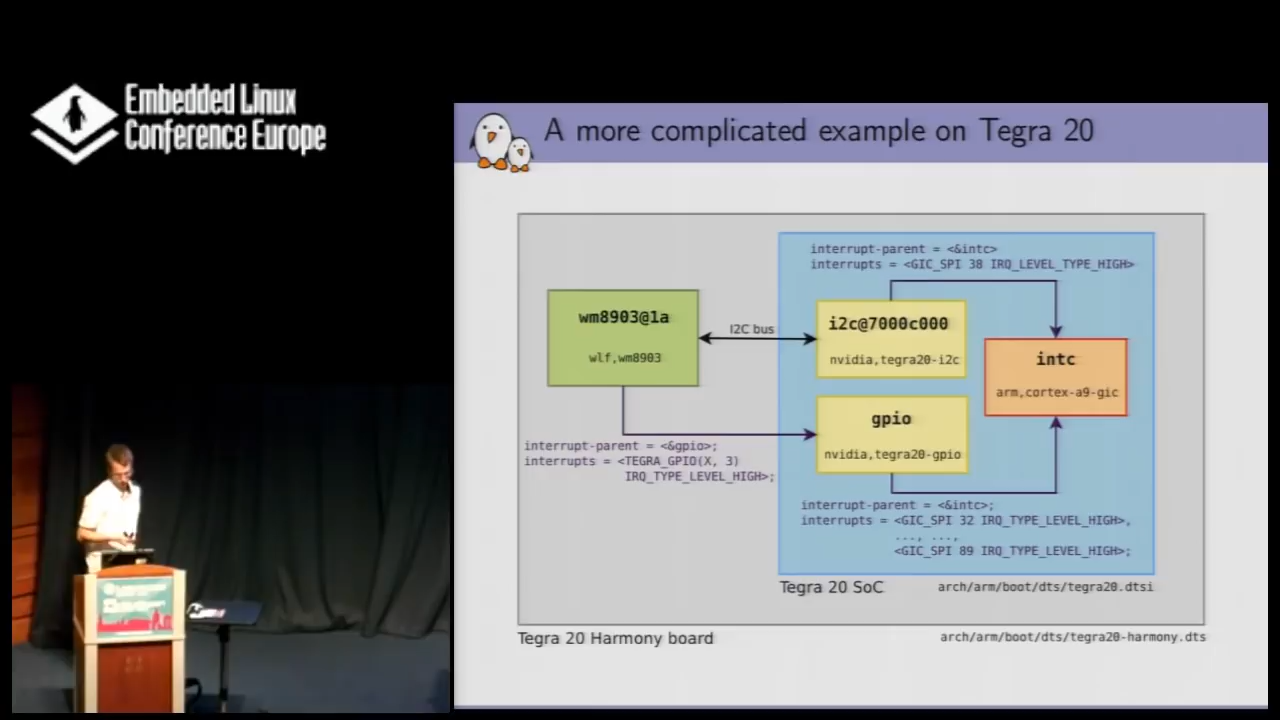 Embedded Linux
Conference Europe
A more complicated example on Tegra 20
interrupt-parent = <&intc>
interrupts = <GIC_SPI 38 IRQ_LEVEL_TYPE_HIGH>
wm8903@1a
wlf,wm8903
I2C bus
i2c@7000c000
nvidia,tegra20-i2c
intc
arm,cortex-a9-gic
gpio
nvidia,tegra20-gpio
interrupt-parent = <&gpio>;
interrupts = <TEGRA_GPIO(X, 3)
IRQ_TYPE_LEVEL_HIGH>;
interrupt-parent = <&intc>;
interrupts = <GIC_SPI 32 IRQ_TYPE_LEVEL_HIGH>,
..., ...,
<GIC_SPI 89 IRQ_TYPE_LEVEL_HIGH>;
Tegra 20 SoC
arch/arm/boot/dts/tegra20.dtsi
Tegra 20 Harmony board
arch/arm/boot/dts/tegra20-harmony.dts